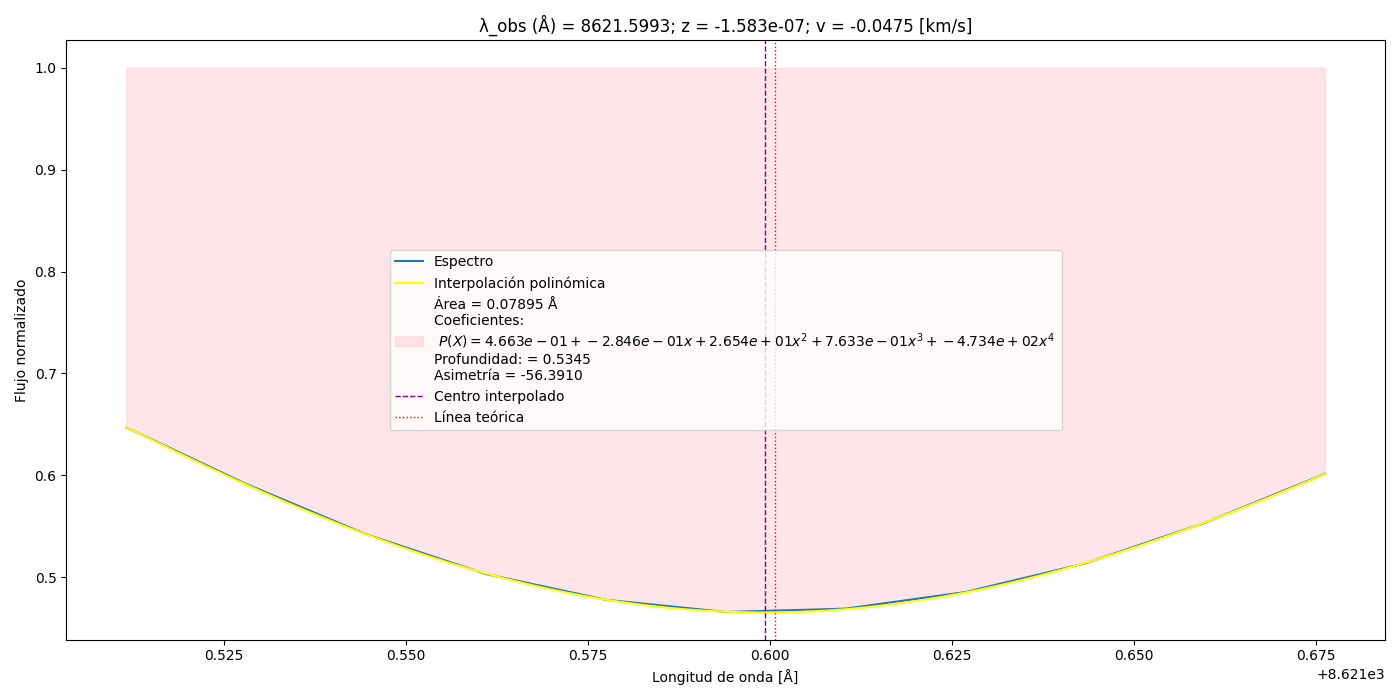 λ_obs (Å) = 8621.5993; z = -1.583e-07; v = -0.0475 [km/s]
1.0
0.9
0.8
0.7
0.6
0.5
Flujo normalizado
Espectro
Interpolación polinómica
Área = 0.07895 Å
Coeficientes:
P(X) = 4.663e − 01 + −2.846e − 01x + 2.654e + 01x² + 7.633e − 01x³ + −4.734e + 02x⁴
Profundidad: = 0.5345
Asimetría = -56.3910
Centro interpolado
Línea teórica
0.525 0.550 0.575 0.600 0.625 0.650 0.675
Longitud de onda [Å]
+8.621e3